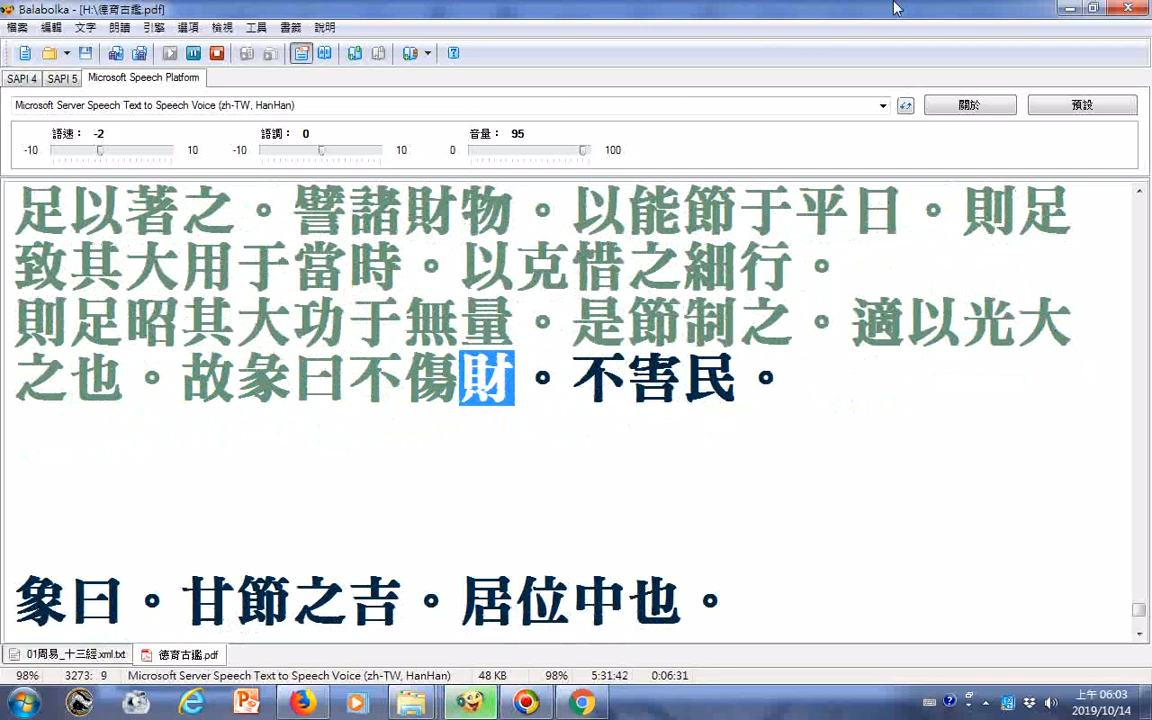 Balabolka - [H:\德育古鑑.pdf]
檔案 編輯 文字 朗讀 引擎 選項 檢視 工具 書籤 說明
SAPI 4 SAPI 5 Microsoft Speech Platform
Microsoft Server Speech Text to Speech Voice (zh-TW, HanHan) 關於 預設
語速： -2 語調： 0 音量： 95
-10 10 -10 10 0 100
足以著之。譬諸財物。以能節于平日。則足
致其大用于當時。以克惜之細行。
則足昭其大功于無量。是節制之。適以光大
之也。故彖曰不傷財。不害民。
象曰。甘節之吉。居位中也。
01周易_十三經.xml.txt 德育古鑑.pdf
98% 3273: 9 Microsoft Server Speech Text to Speech Voice (zh-TW, HanHan) 48 KB 98% 5:31:42 0:06:31
上午 06:03
2019/10/14